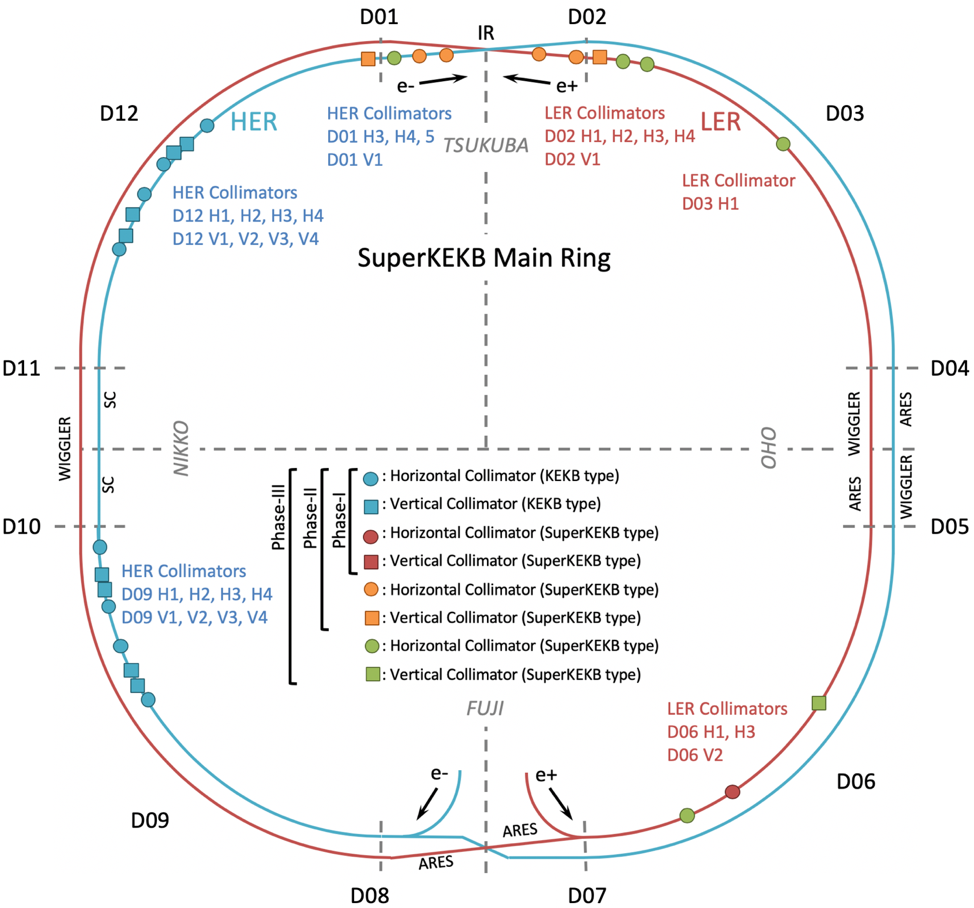 D01
IR
D02
D12
HER
e-
e+
HER Collimators
D01 H3, H4, 5
D01 V1
TSUKUBA
LER Collimators
D02 H1, H2, H3, H4
D02 V1
LER
D03
LER Collimator
D03 H1
HER Collimators
D12 H1, H2, H3, H4
D12 V1, V2, V3, V4
SuperKEKB Main Ring
D11
D04
SC
WIGGLER
ARES
WIGGLER
NIKKO
OHO
SC
ARES
WIGGLER
D10
D05
Phase-III
Phase-II
Phase-I
: Horizontal Collimator (KEKB type)
: Vertical Collimator (KEKB type)
: Horizontal Collimator (SuperKEKB type)
: Vertical Collimator (SuperKEKB type)
: Horizontal Collimator (SuperKEKB type)
: Vertical Collimator (SuperKEKB type)
: Horizontal Collimator (SuperKEKB type)
: Vertical Collimator (SuperKEKB type)
HER Collimators
D09 H1, H2, H3, H4
D09 V1, V2, V3, V4
FUJI
LER Collimators
D06 H1, H3
D06 V2
e-
e+
D06
D09
ARES
ARES
D08
D07